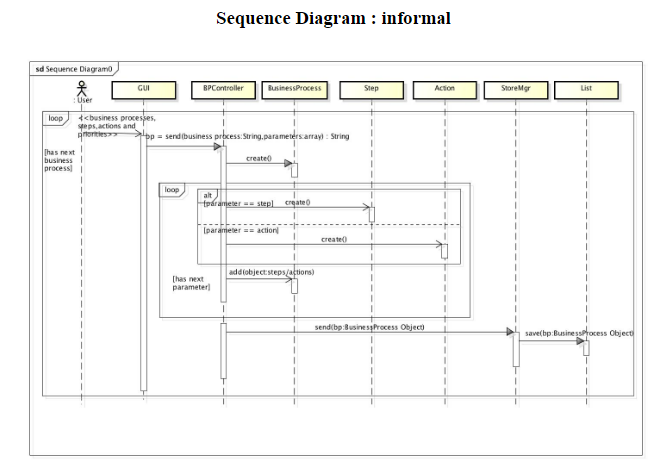 Sequence Diagram : informal
sd Sequence Diagram0
: User
GUI
BPController
BusinessProcess
Step
Action
StoreMgr
List
loop
<<business processes,
steps,actions and
priorities>>
bp = send(business process:String,parameters:array) : String
[has next
business
process]
create()
loop
alt
[parameter == step]
create()
[parameter == action]
create()
add(object:steps/actions)
[has next
parameter]
send(bp:BusinessProcess Object)
save(bp:BusinessProcess Object)